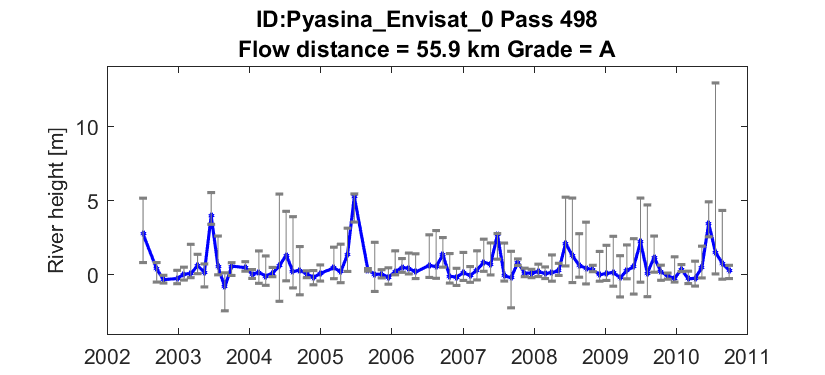 ID:Pyasina_Envisat_0 Pass 498
Flow distance = 55.9 km Grade = A
River height [m]
10
5
0
2002 2003 2004 2005 2006 2007 2008 2009 2010 2011